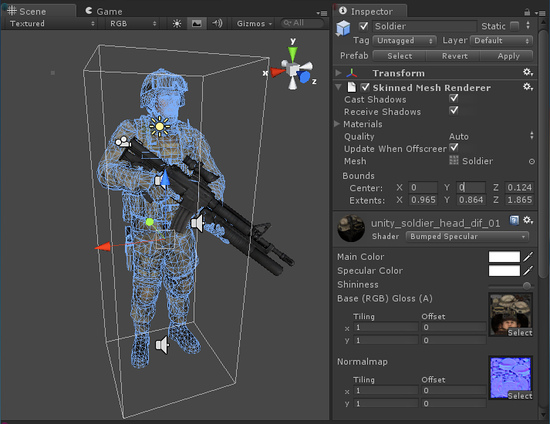 Scene
Game
Textured
RGB
Gizmos
All
y
x
z
Inspector
Soldier
Static
Tag Untagged Layer Default
Prefab Select Revert Apply
Transform
Skinned Mesh Renderer
Cast Shadows
Receive Shadows
Materials
Quality Auto
Update When Offscreen
Mesh Soldier
Bounds
Center: X 0 Y 0 Z 0.124
Extents: X 0.965 Y 0.864 Z 1.865
unity_soldier_head_dif_01
Shader Bumped Specular
Main Color
Specular Color
Shininess
Base (RGB) Gloss (A)
Tiling Offset
x 1 0
y 1 0
Select
Normalmap
Tiling Offset
x 1 0
y 1 0
Select